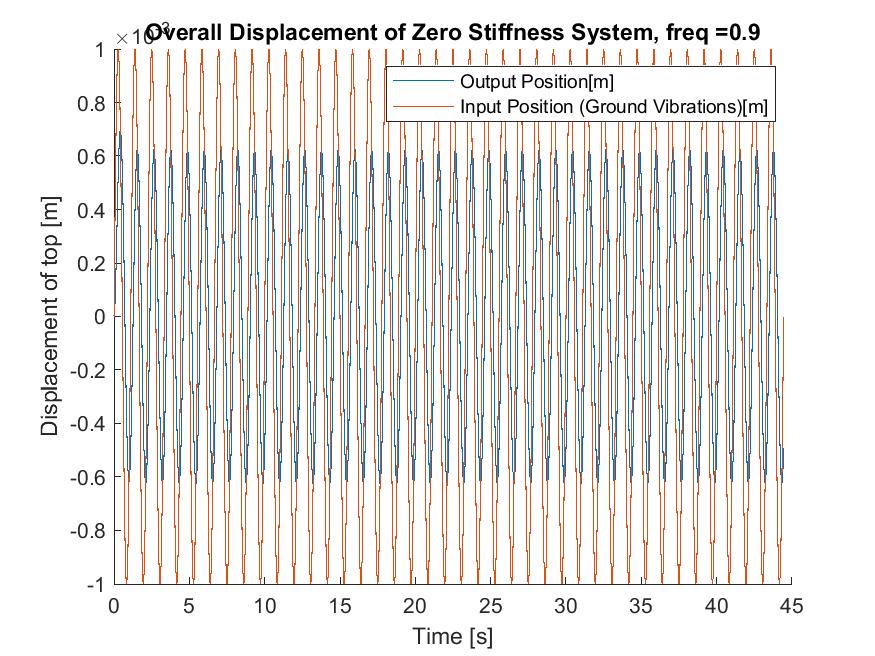 ×10-3
Overall Displacement of Zero Stiffness System, freq =0.9
1
0.8
0.6
0.4
0.2
0
-0.2
-0.4
-0.6
-0.8
-1
Displacement of top [m]
Output Position[m]
Input Position (Ground Vibrations)[m]
0 5 10 15 20 25 30 35 40 45
Time [s]